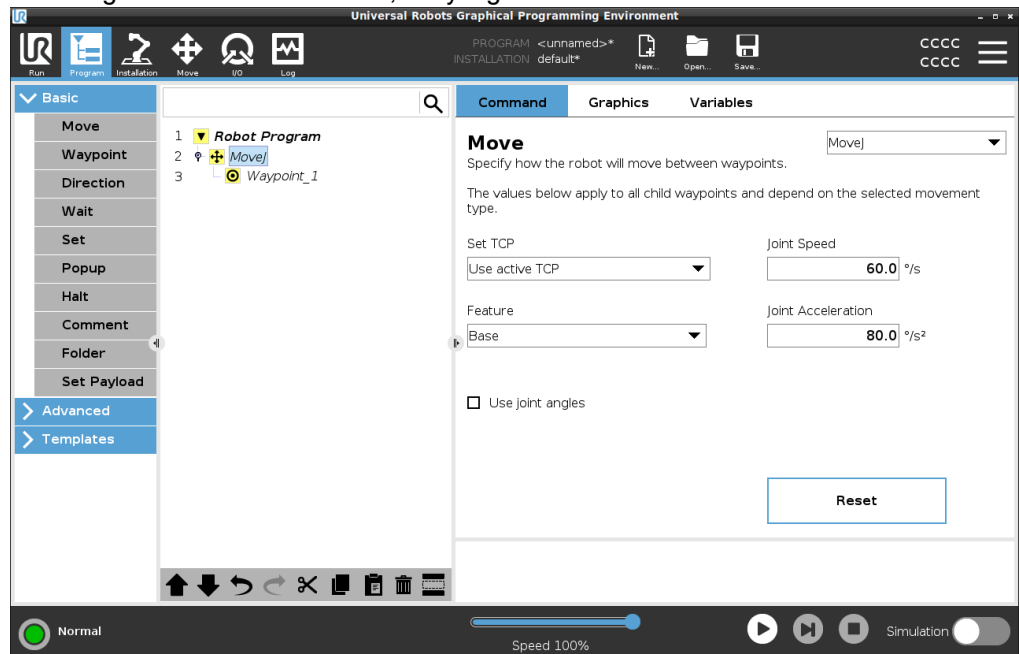 Universal Robots Graphical Programming Environment
UR
Run
Program
Installation
Move
I/O
Log
PROGRAM <unnamed>*
INSTALLATION default*
New...
Open...
Save...
CCCC
CCCC
Basic
Move
Waypoint
Direction
Wait
Set
Popup
Halt
Comment
Folder
Set Payload
Advanced
Templates
1 Robot Program
2 MoveJ
3 Waypoint_1
Command Graphics Variables
Move
MoveJ
Specify how the robot will move between waypoints.
The values below apply to all child waypoints and depend on the selected movement
type.
Set TCP
Use active TCP
Joint Speed
60.0 °/s
Feature
Base
Joint Acceleration
80.0 °/s²
Use joint angles
Reset
Normal
Speed 100%
Simulation